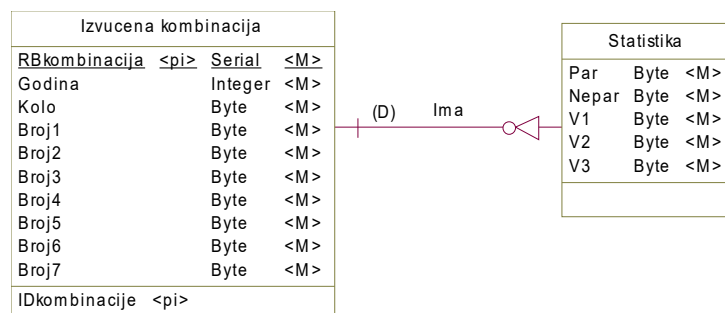 Izvucena kombinacija
RBkombinacija <pi> Serial <M>
Godina Integer <M>
Kolo Byte <M>
Broj1 Byte <M>
Broj2 Byte <M>
Broj3 Byte <M>
Broj4 Byte <M>
Broj5 Byte <M>
Broj6 Byte <M>
Broj7 Byte <M>
IDkombinacije <pi>
(D) Ima
Statistika
Par Byte <M>
Nepar Byte <M>
V1 Byte <M>
V2 Byte <M>
V3 Byte <M>